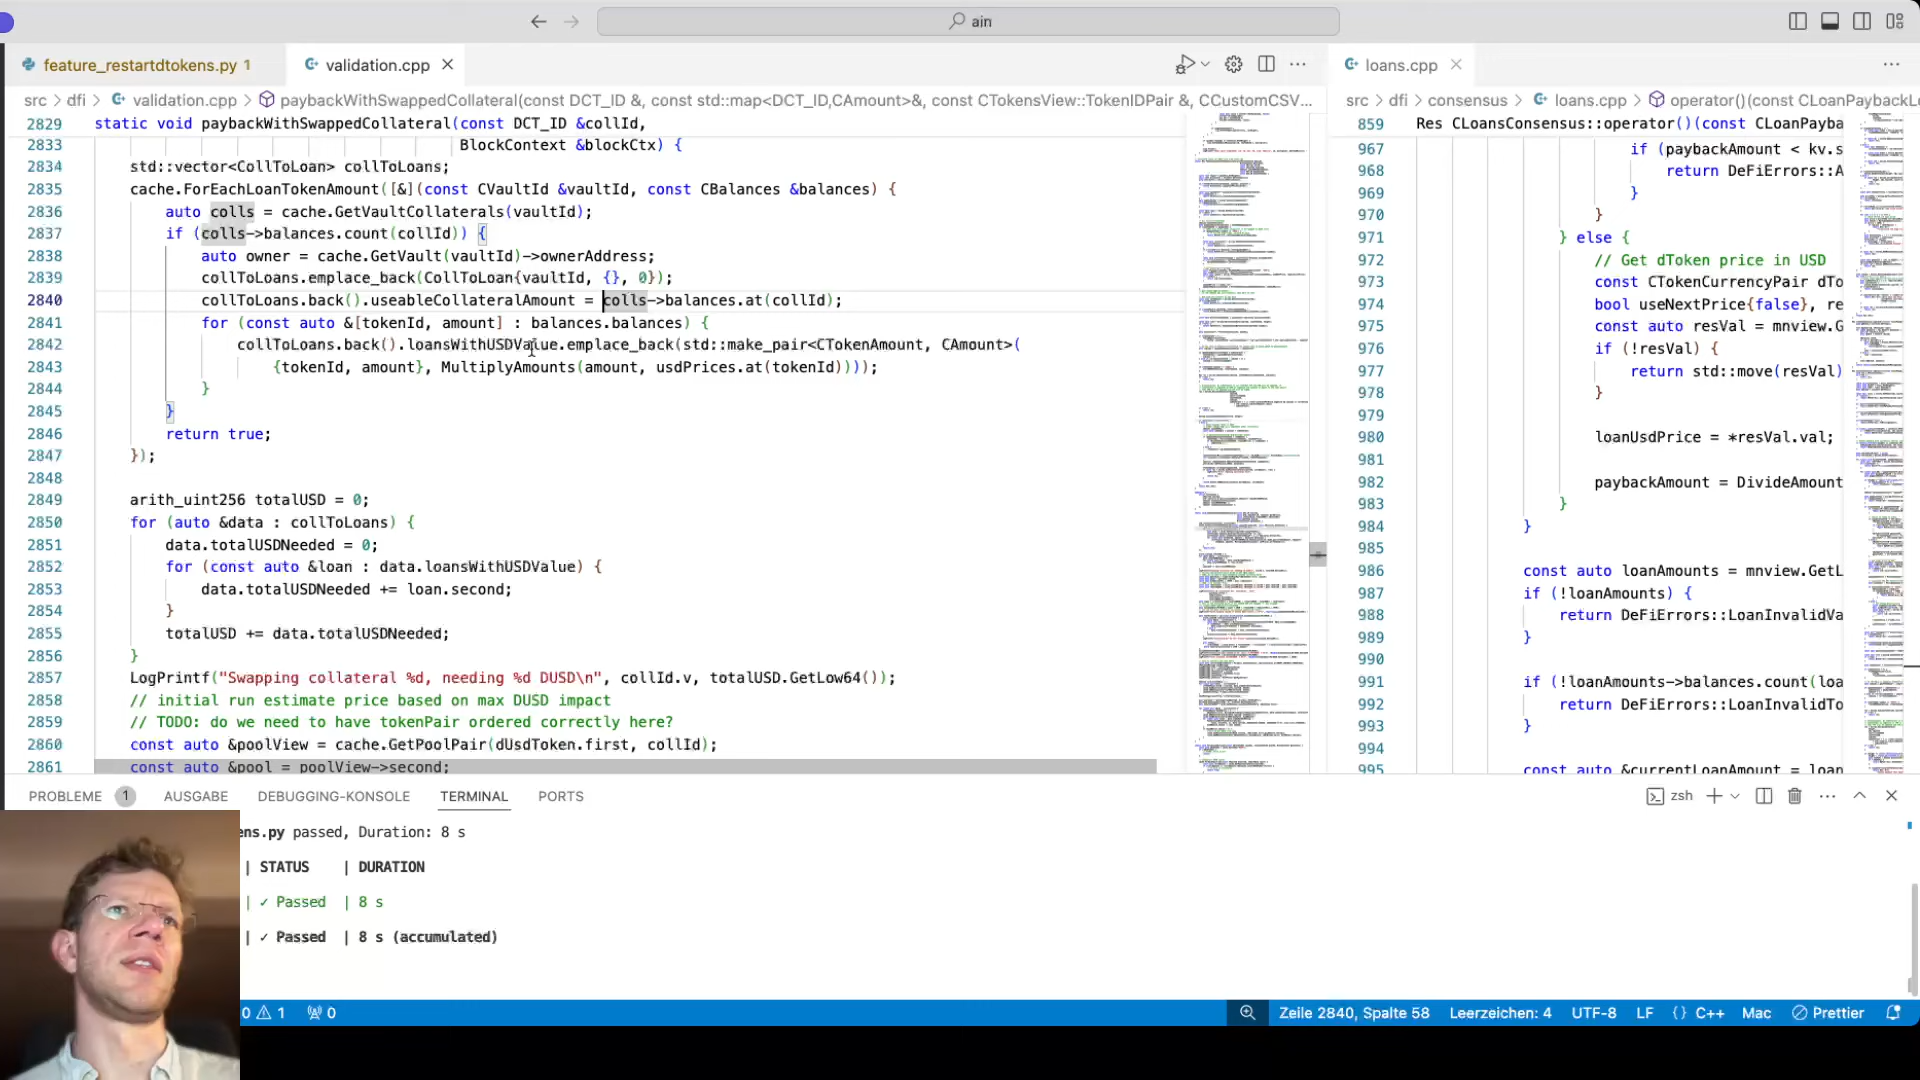 ain
feature_restartdtokens.py 1
validation.cpp
loans.cpp
src > dfi > validation.cpp > paybackWithSwappedCollateral(const DCT_ID &, const std::map<DCT_ID,CAmount>&, const CTokensView::TokenIDPair &, CCustomCSV...
src > dfi > consensus > loans.cpp > operator()(const CLoanPaybackL
2829 static void paybackWithSwappedCollateral(const DCT_ID &collId,
2833 BlockContext &blockCtx) {
2834 std::vector<CollToLoan> collToLoans;
2835 cache.ForEachLoanTokenAmount([&](const CVaultId &vaultId, const CBalances &balances) {
2836 auto colls = cache.GetVaultCollaterals(vaultId);
2837 if (colls->balances.count(collId)) {
2838 auto owner = cache.GetVault(vaultId)->ownerAddress;
2839 collToLoans.emplace_back(CollToLoan{vaultId, {}, 0});
2840 collToLoans.back().useableCollateralAmount = colls->balances.at(collId);
2841 for (const auto &[tokenId, amount] : balances.balances) {
2842 collToLoans.back().loansWithUSDValue.emplace_back(std::make_pair<CTokenAmount, CAmount>(
2843 {tokenId, amount}, MultiplyAmounts(amount, usdPrices.at(tokenId))));
2844 }
2845 }
2846 return true;
2847 });
2848
2849 arith_uint256 totalUSD = 0;
2850 for (auto &data : collToLoans) {
2851 data.totalUSDNeeded = 0;
2852 for (const auto &loan : data.loansWithUSDValue) {
2853 data.totalUSDNeeded += loan.second;
2854 }
2855 totalUSD += data.totalUSDNeeded;
2856 }
2857 LogPrintf("Swapping collateral %d, needing %d DUSD\n", collId.v, totalUSD.GetLow64());
2858 // initial run estimate price based on max DUSD impact
2859 // TODO: do we need to have tokenPair ordered correctly here?
2860 const auto &poolView = cache.GetPoolPair(dUsdToken.first, collId);
2861 const auto &pool = poolView->second;
859 Res CLoansConsensus::operator()(const CLoanPayba
967 if (paybackAmount < kv.s
968 return DeFiErrors::A
969 }
970 }
971 } else {
972 // Get dToken price in USD
973 const CTokenCurrencyPair dTo
974 bool useNextPrice{false}, re
975 const auto resVal = mnview.G
976 if (!resVal) {
977 return std::move(resVal)
978 }
979
980 loanUsdPrice = *resVal.val;
981
982 paybackAmount = DivideAmount
983 }
984 }
985
986 const auto loanAmounts = mnview.GetL
987 if (!loanAmounts) {
988 return DeFiErrors::LoanInvalidVa
989 }
990
991 if (!loanAmounts->balances.count(loa
992 return DeFiErrors::LoanInvalidTo
993 }
994
995 const auto &currentLoanAmount = loan
PROBLEME 1 AUSGABE DEBUGGING-KONSOLE TERMINAL PORTS
zsh
ens.py passed, Duration: 8 s
| STATUS | DURATION
| ✓ Passed | 8 s
| ✓ Passed | 8 s (accumulated)
0 1 0
Zeile 2840, Spalte 58 Leerzeichen: 4 UTF-8 LF {} C++ Mac Prettier